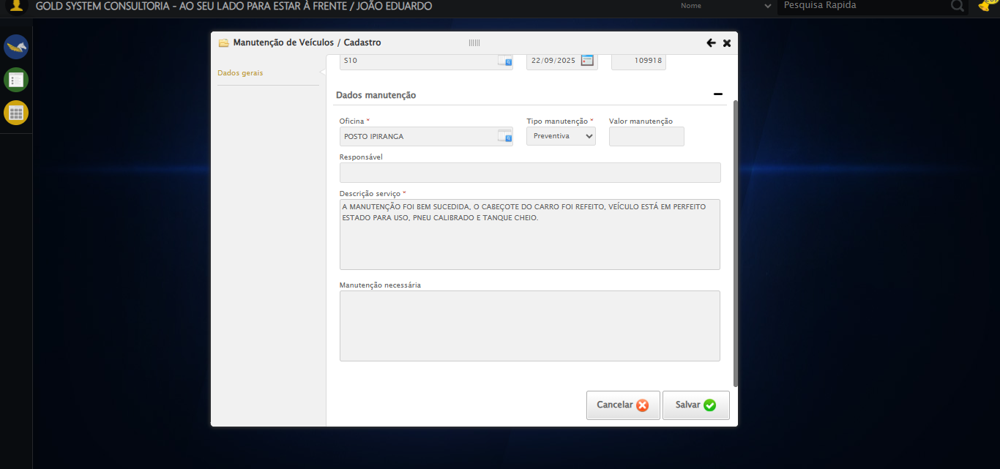 GOLD SYSTEM CONSULTORIA - AO SEU LADO PARA ESTAR À FRENTE / JOÃO EDUARDO
Nome
Pesquisa Rapida
Manutenção de Veículos / Cadastro
Dados gerais
S10
22/09/2025
109918
Dados manutenção
Oficina *
Tipo manutenção *
Valor manutenção
POSTO IPIRANGA
Preventiva
Responsável
Descrição serviço *
A MANUTENÇÃO FOI BEM SUCEDIDA, O CABEÇOTE DO CARRO FOI REFEITO, VEÍCULO ESTÁ EM PERFEITO
ESTADO PARA USO, PNEU CALIBRADO E TANQUE CHEIO.
Manutenção necessária
Cancelar
Salvar